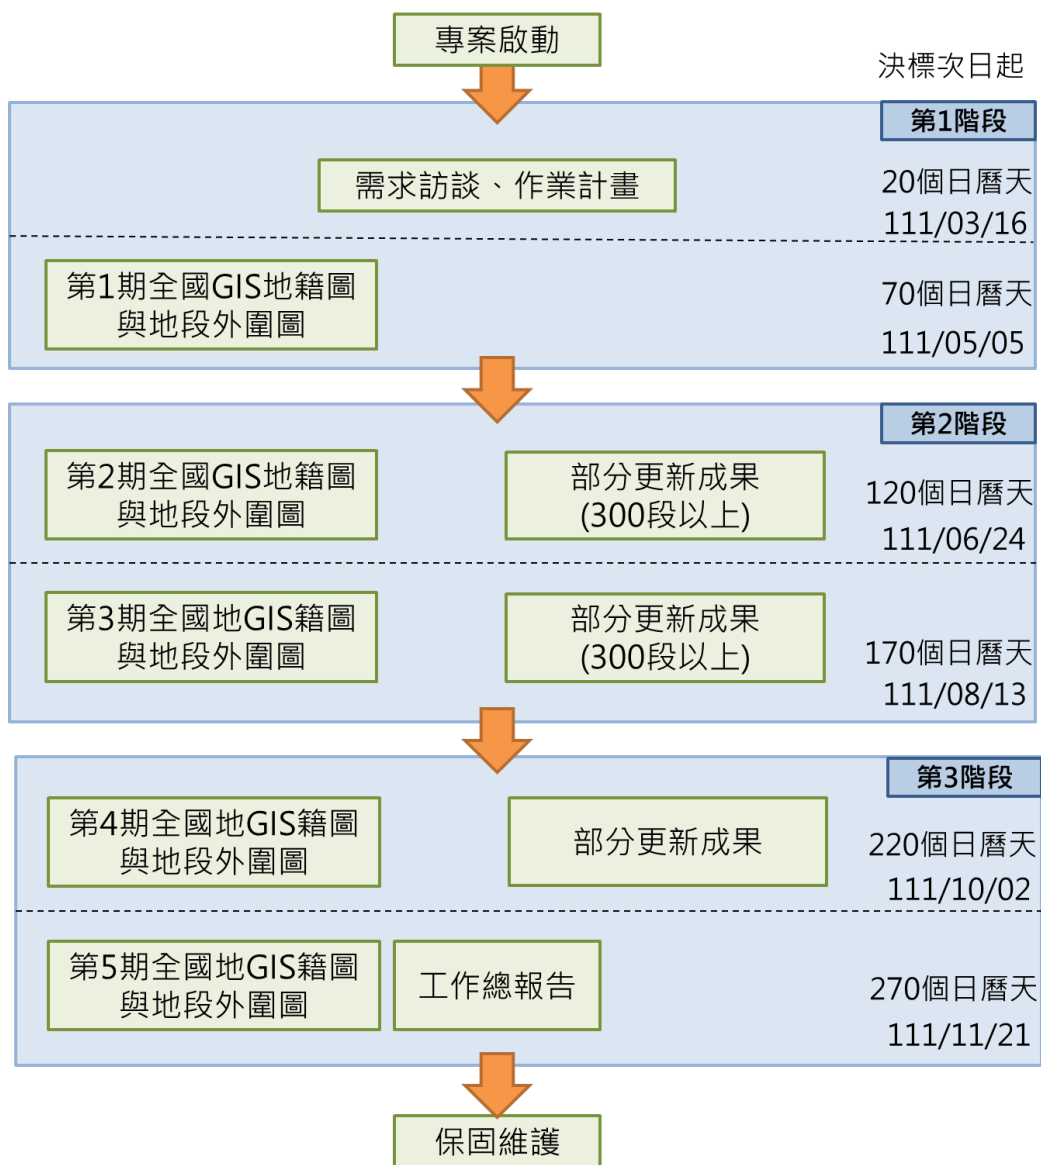 專案啟動
決標次日起
第1階段
需求訪談、作業計畫
20個日曆天
111/03/16
第1期全國GIS地籍圖
與地段外圍圖
70個日曆天
111/05/05
第2階段
第2期全國GIS地籍圖
與地段外圍圖
部分更新成果
(300段以上)
120個日曆天
111/06/24
第3期全國地GIS籍圖
與地段外圍圖
部分更新成果
(300段以上)
170個日曆天
111/08/13
第3階段
第4期全國地GIS籍圖
與地段外圍圖
部分更新成果
220個日曆天
111/10/02
第5期全國地GIS籍圖
與地段外圍圖
工作總報告
270個日曆天
111/11/21
保固維護